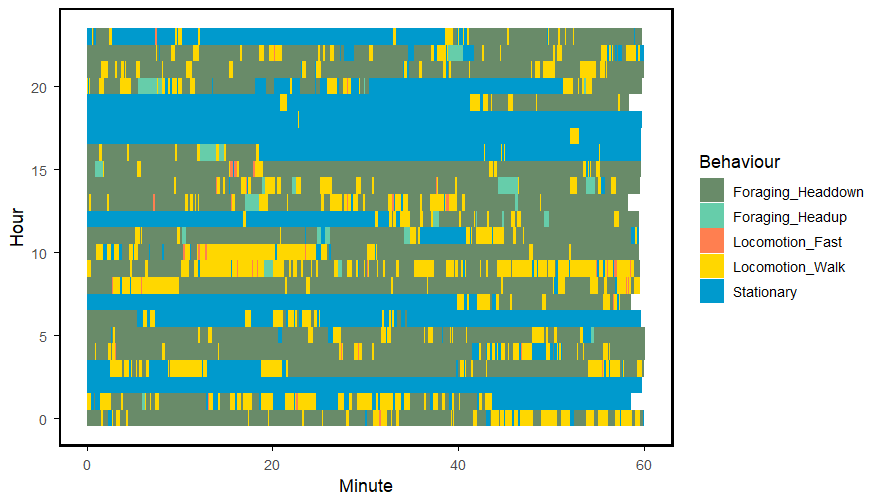 20
15
10
5
0
Hour
0 20 40 60
Minute
Behaviour
Foraging_Headdown
Foraging_Headup
Locomotion_Fast
Locomotion_Walk
Stationary